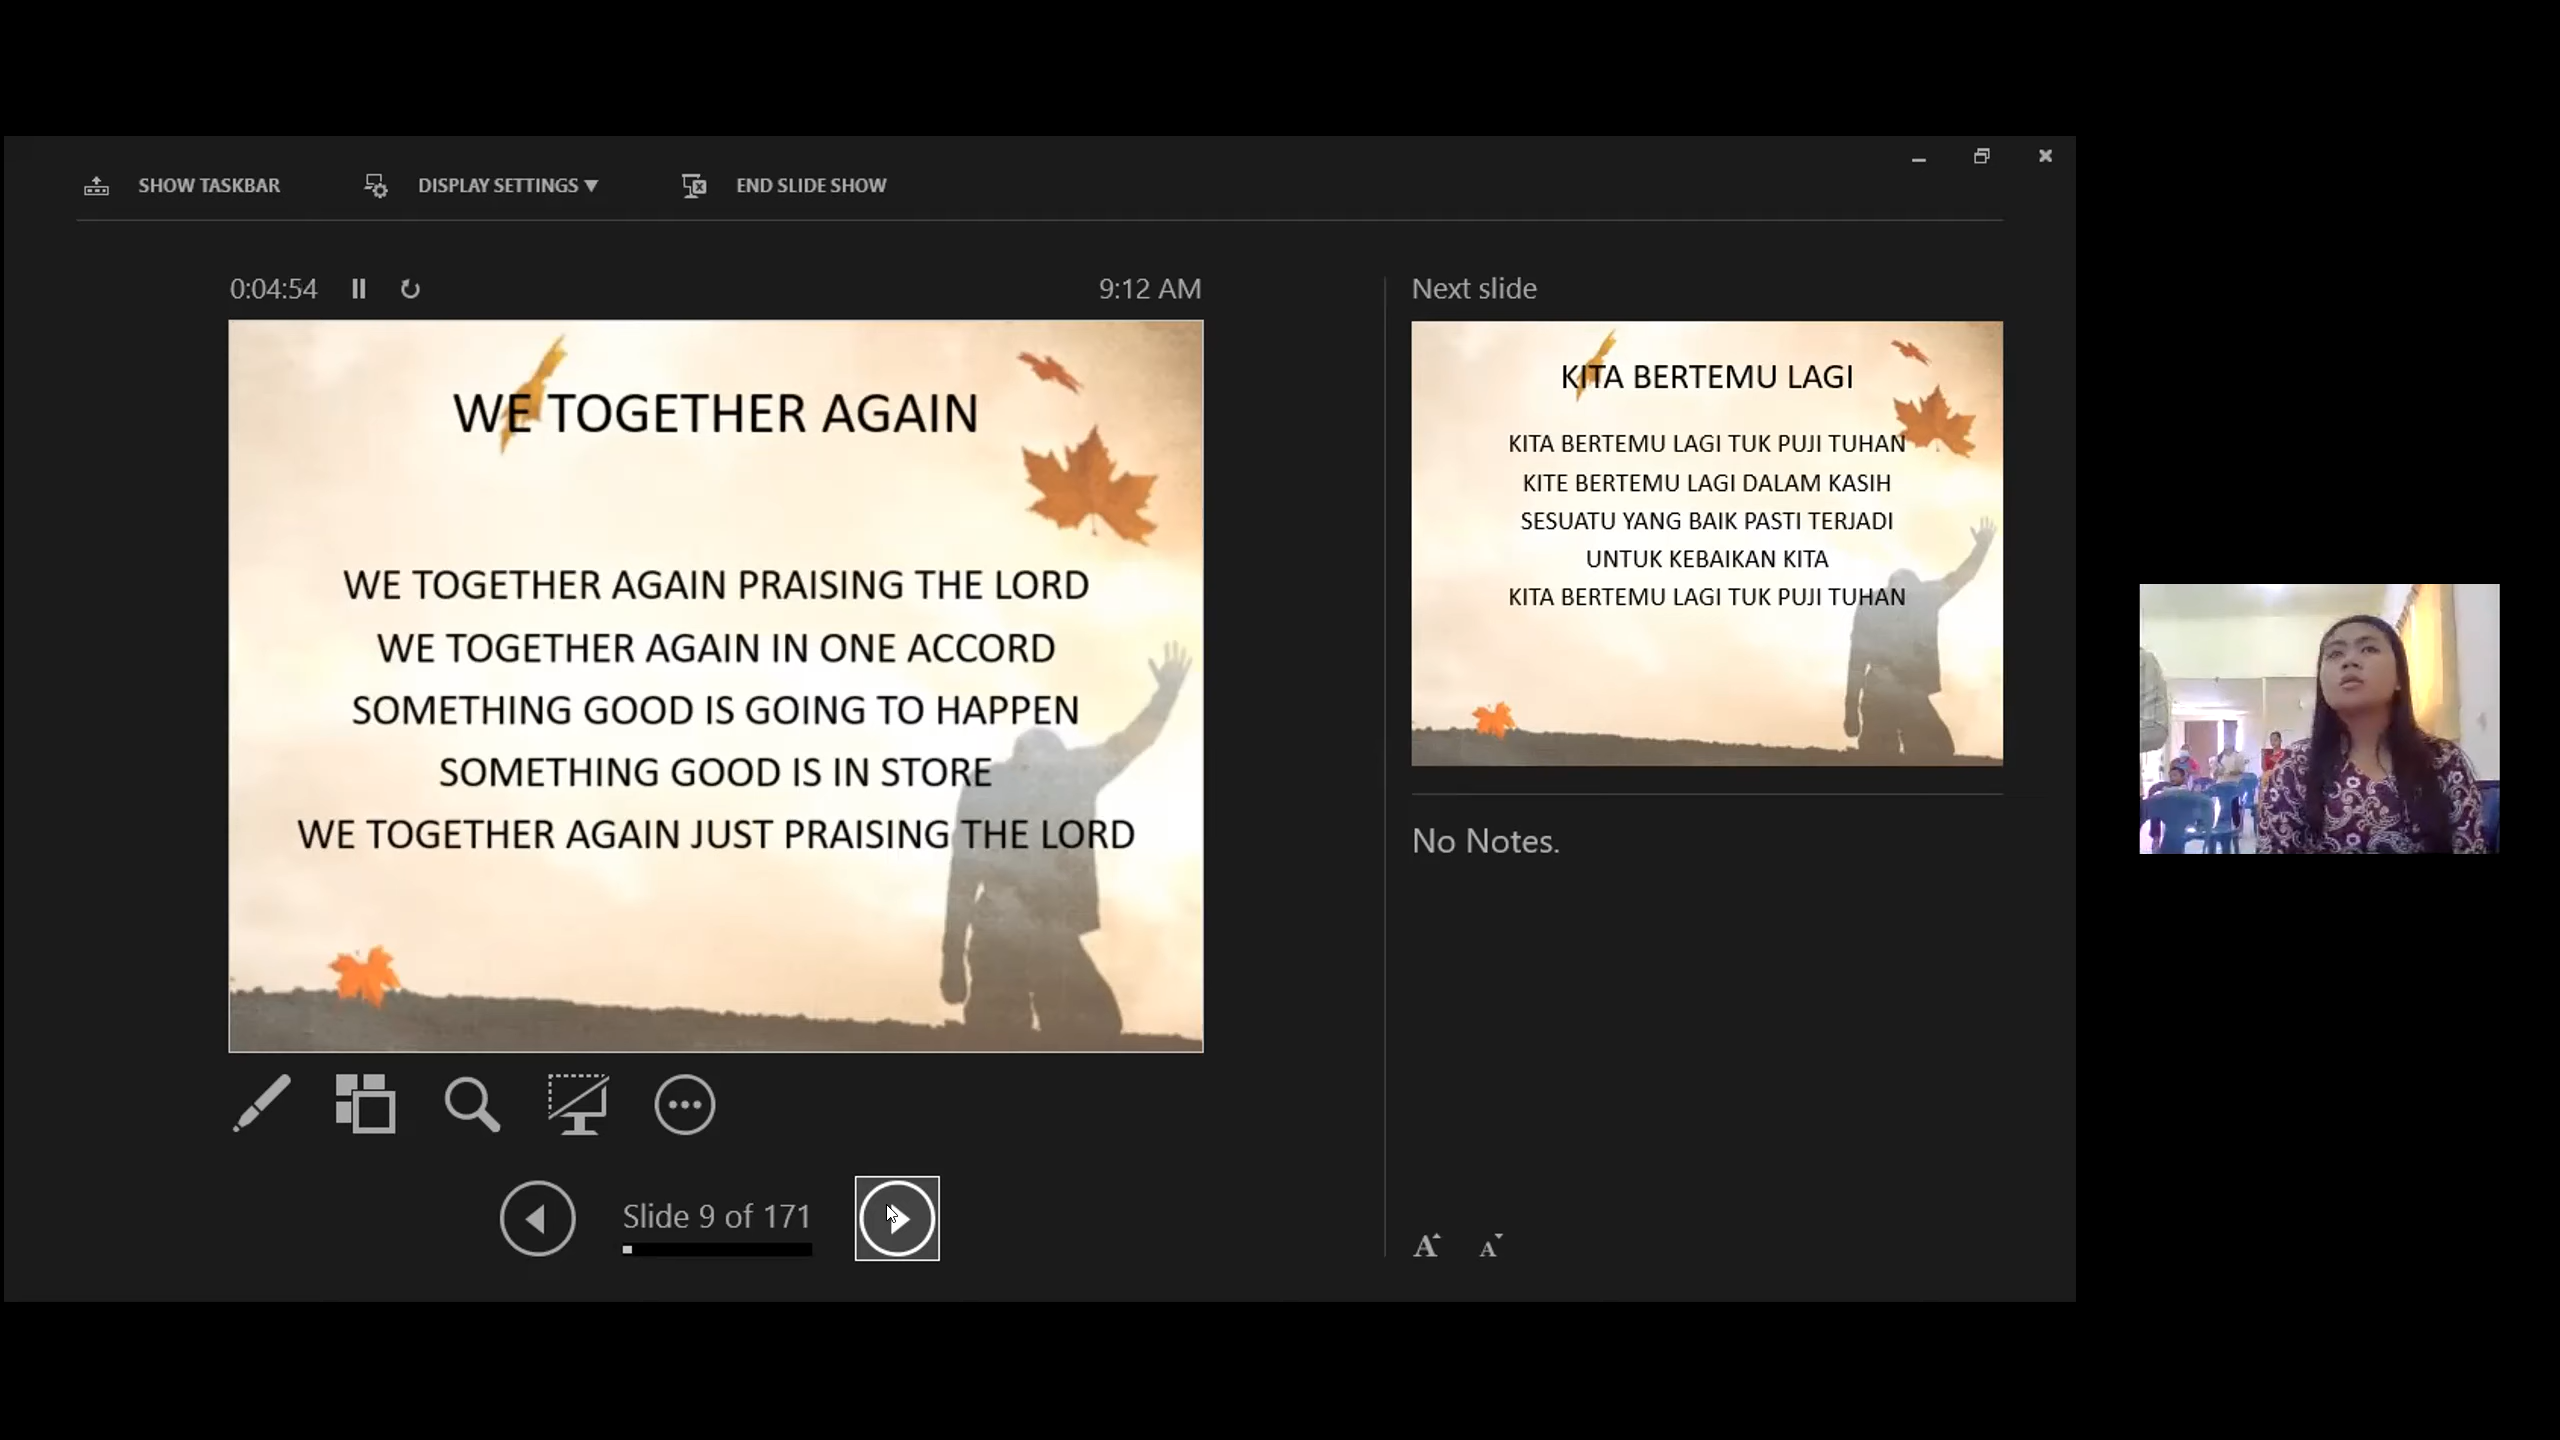 SHOW TASKBAR
DISPLAY SETTINGS ▼
END SLIDE SHOW
0:04:54
9:12 AM
WE TOGETHER AGAIN
WE TOGETHER AGAIN PRAISING THE LORD
WE TOGETHER AGAIN IN ONE ACCORD
SOMETHING GOOD IS GOING TO HAPPEN
SOMETHING GOOD IS IN STORE
WE TOGETHER AGAIN JUST PRAISING THE LORD
Slide 9 of 171
Next slide
KITA BERTEMU LAGI
KITA BERTEMU LAGI TUK PUJI TUHAN
KITE BERTEMU LAGI DALAM KASIH
SESUATU YANG BAIK PASTI TERJADI
UNTUK KEBAIKAN KITA
KITA BERTEMU LAGI TUK PUJI TUHAN
No Notes.
A A